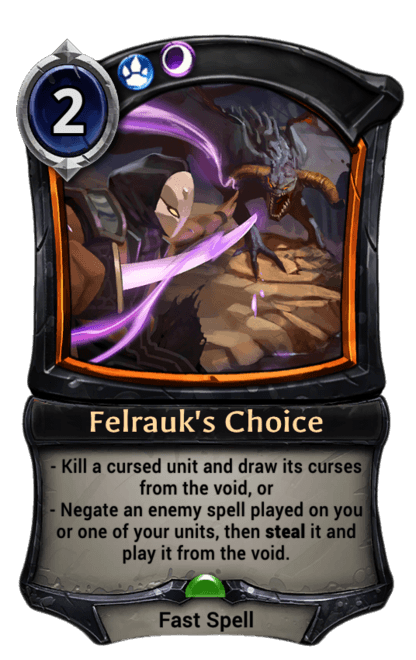 2
Felrauk's Choice
- Kill a cursed unit and draw its curses
from the void, or
- Negate an enemy spell played on you
or one of your units, then steal it and
play it from the void.
Fast Spell